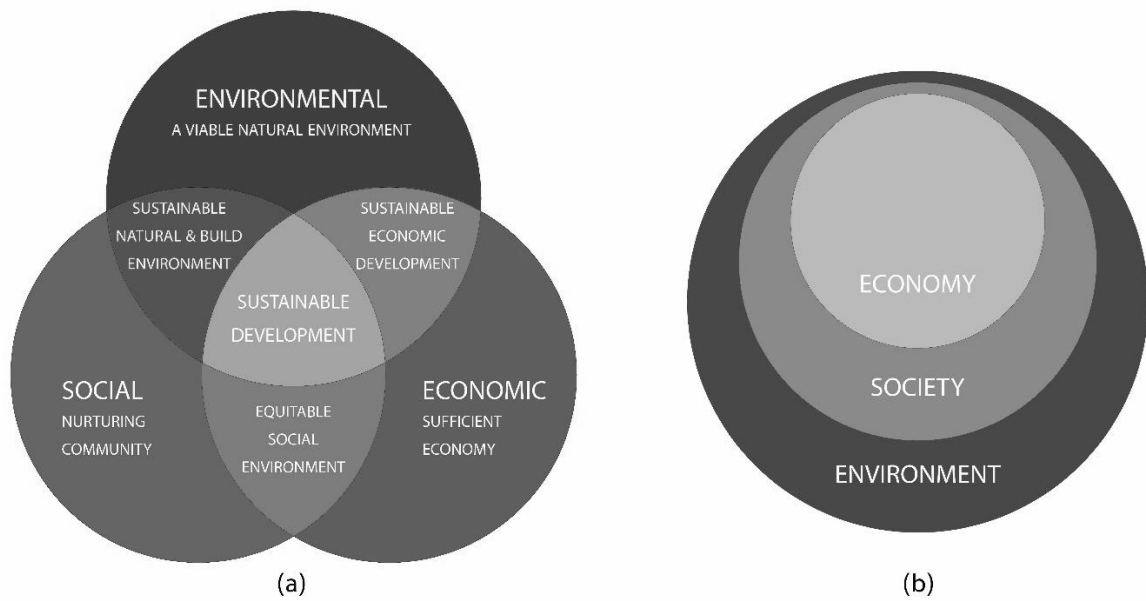 ENVIRONMENTAL
A VIABLE NATURAL ENVIRONMENT
SUSTAINABLE
NATURAL & BUILD
ENVIRONMENT
SUSTAINABLE
ECONOMIC
DEVELOPMENT
SUSTAINABLE
DEVELOPMENT
SOCIAL
NURTURING
COMMUNITY
EQUITABLE
SOCIAL
ENVIRONMENT
ECONOMIC
SUFFICIENT
ECONOMY
(a)
ECONOMY
SOCIETY
ENVIRONMENT
(b)